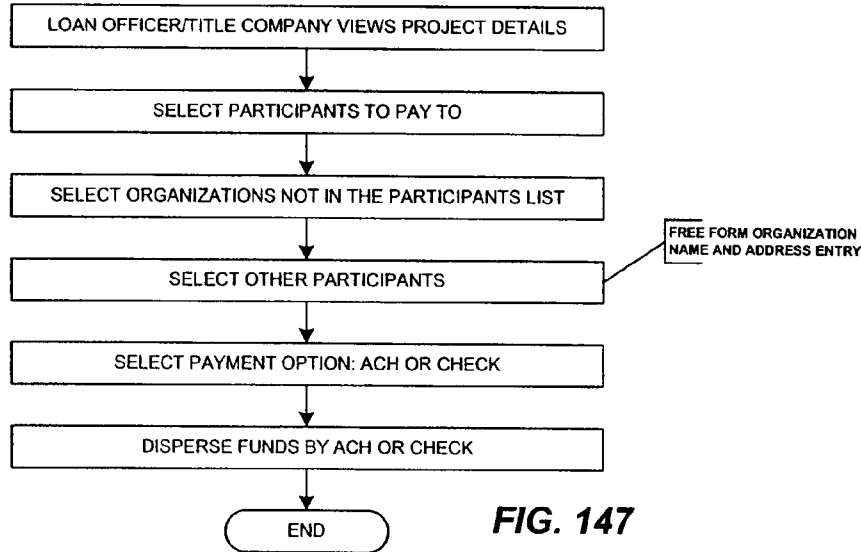 LOAN OFFICER/TITLE COMPANY VIEWS PROJECT DETAILS
SELECT PARTICIPANTS TO PAY TO
SELECT ORGANIZATIONS NOT IN THE PARTICIPANTS LIST
FREE FORM ORGANIZATION
NAME AND ADDRESS ENTRY
SELECT OTHER PARTICIPANTS
SELECT PAYMENT OPTION: ACH OR CHECK
DISPERSE FUNDS BY ACH OR CHECK
END
FIG. 147